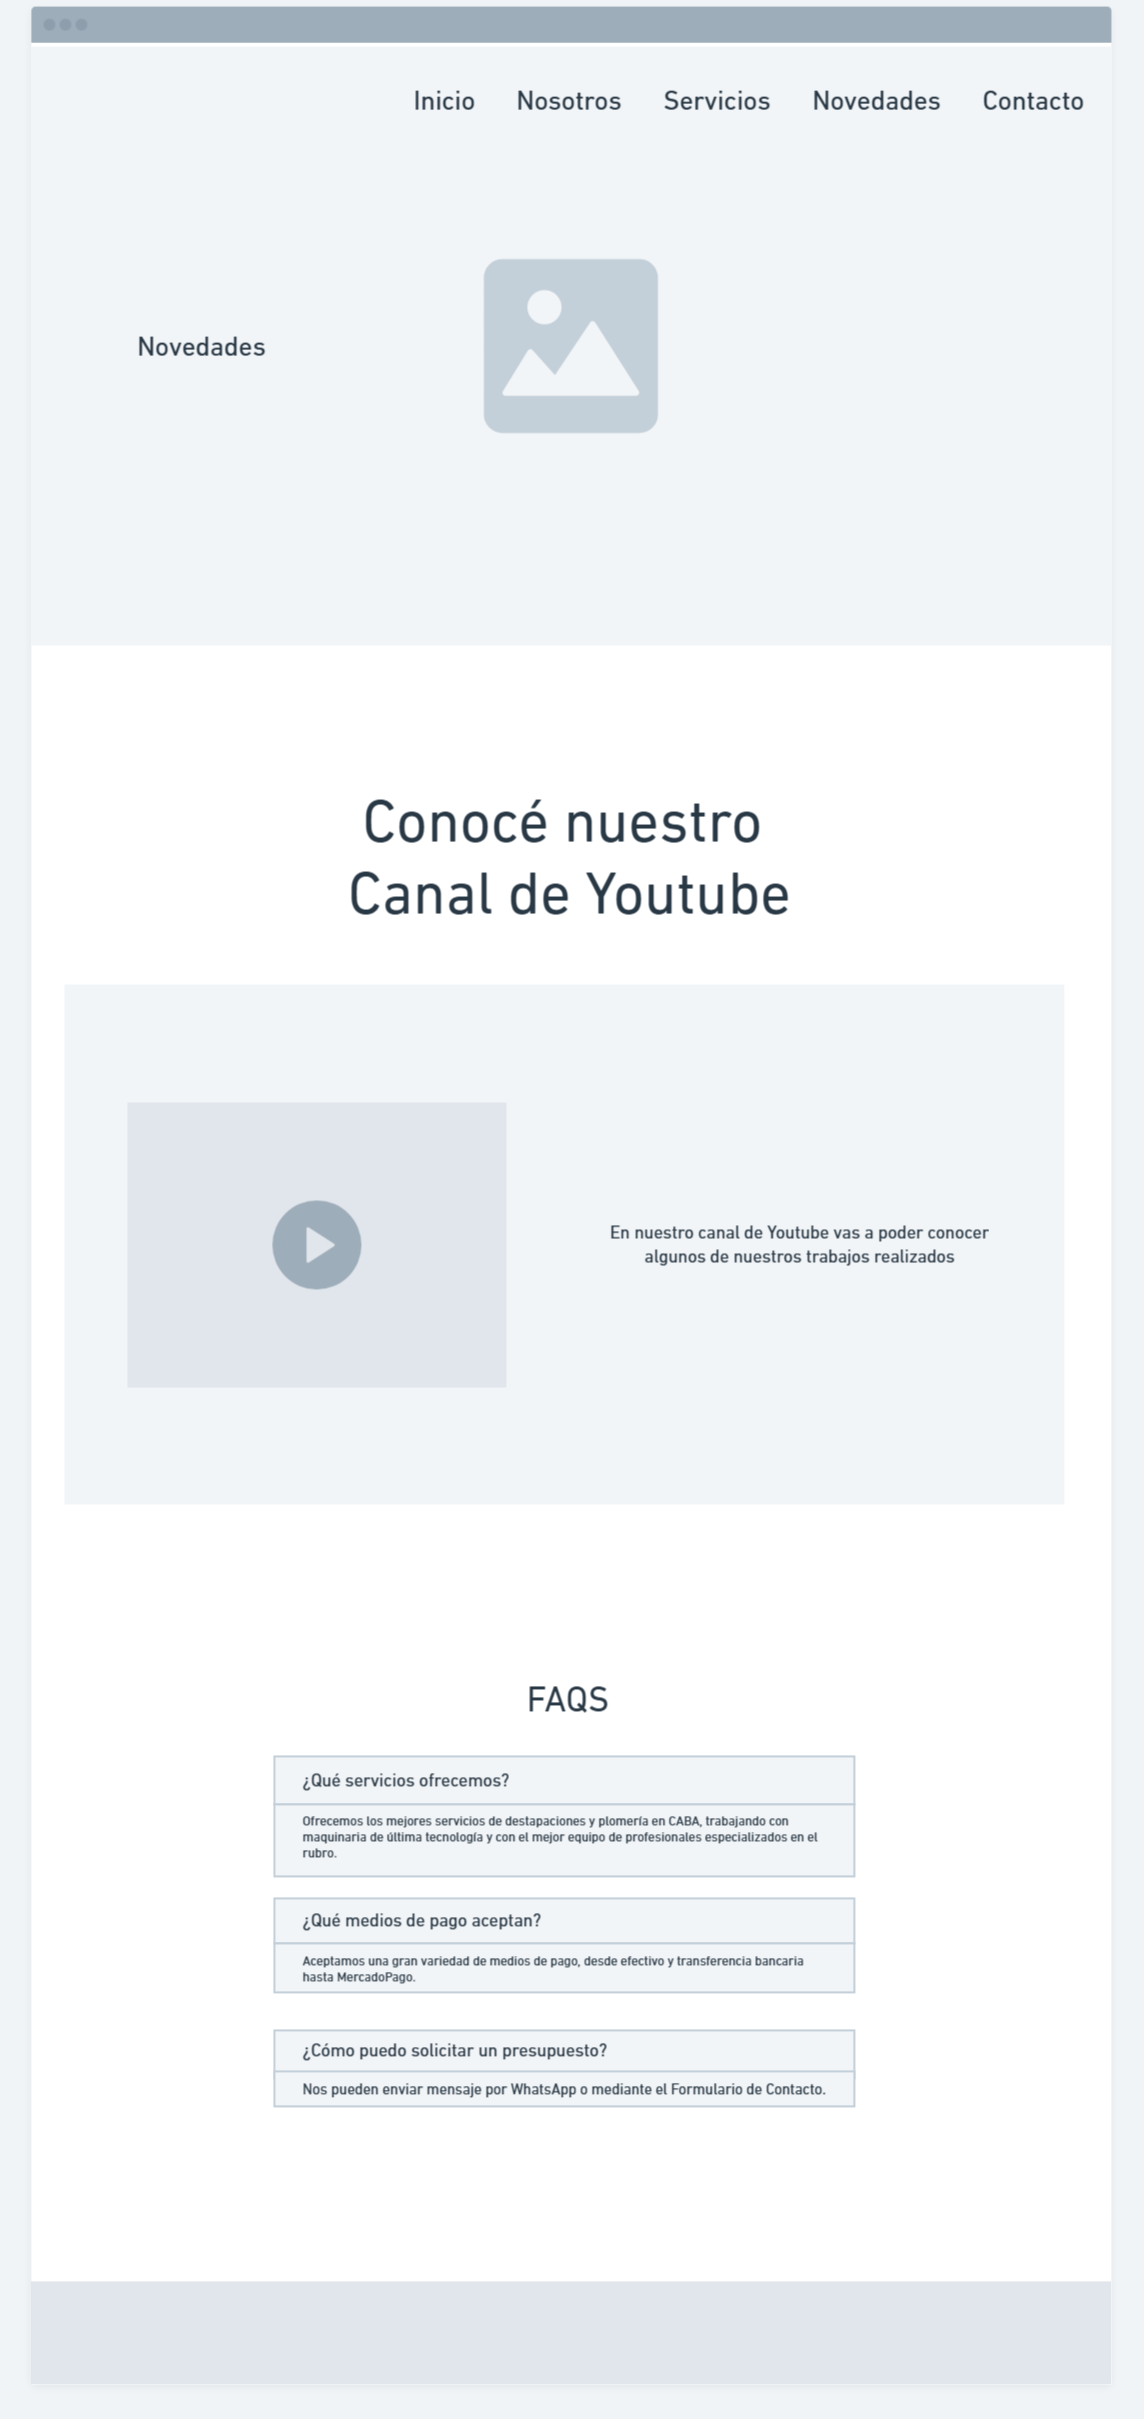 Inicio Nosotros Servicios Novedades Contacto
Novedades
Conocé nuestro
Canal de Youtube
En nuestro canal de Youtube vas a poder conocer
algunos de nuestros trabajos realizados
FAQS
¿Qué servicios ofrecemos?
Ofrecemos los mejores servicios de destapaciones y plomería en CABA, trabajando con
maquinaria de última tecnología y con el mejor equipo de profesionales especializados en el
rubro.
¿Qué medios de pago aceptan?
Aceptamos una gran variedad de medios de pago, desde efectivo y transferencia bancaria
hasta MercadoPago.
¿Cómo puedo solicitar un presupuesto?
Nos pueden enviar mensaje por WhatsApp o mediante el Formulario de Contacto.